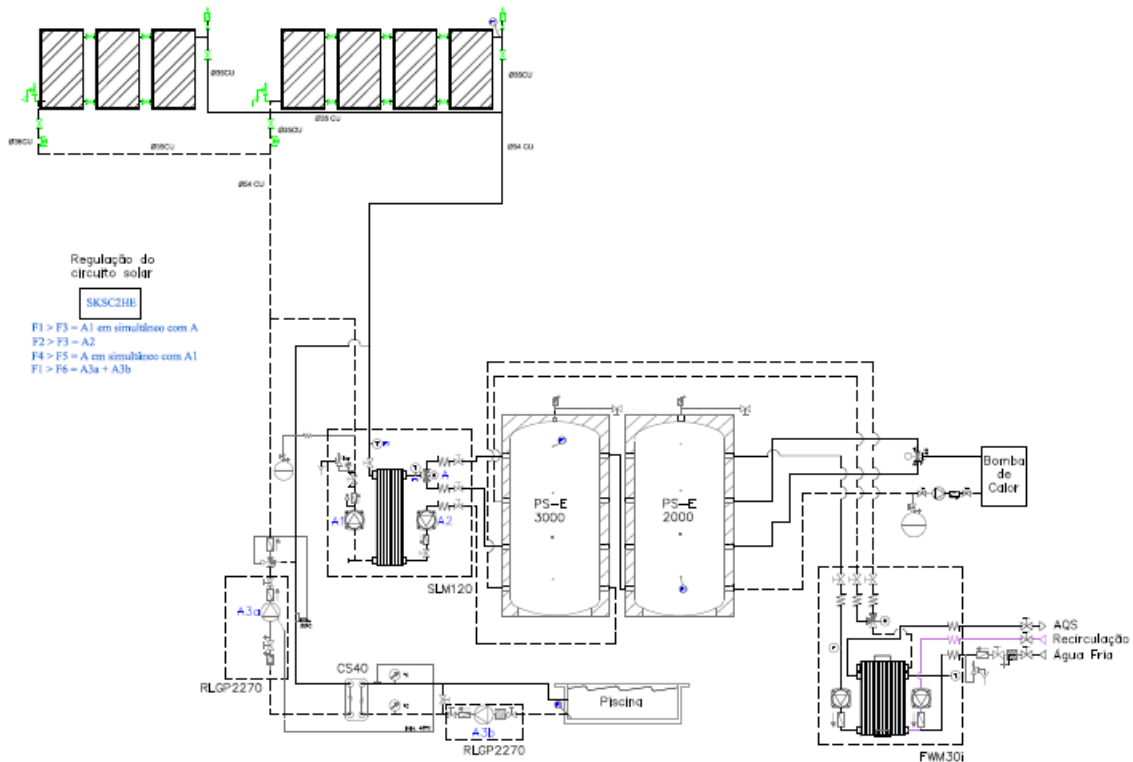 Ø35CU
Ø35CU
Ø35 CU
Ø35CU
Ø35CU
Ø35CU
Ø54 CU
Ø54 CU
Regulação do
circuito solar
SKSC2HE
F1 > F3 = A1 em simultâneo com A
F2 > F3 = A2
F4 > F5 = A em simultâneo com A1
F1 > F6 = A3a + A3b
T
T
A
A1
A2
SLM120
PS-E
3000
PS-E
2000
Bomba
de
Calor
A3a
RLGP2270
CS40
A3b
RLGP2270
Piscina
AQS
Recirculação
Água Fria
FWM30i